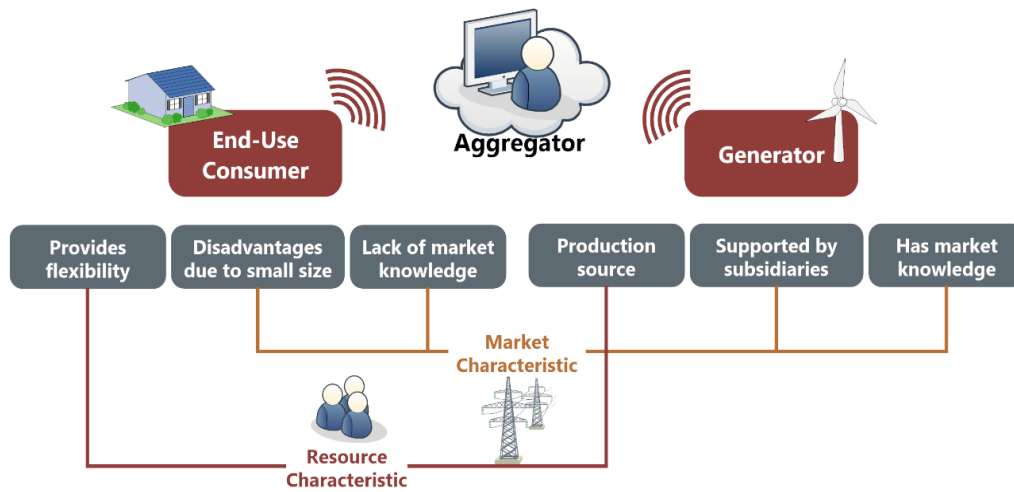 Aggregator
End-Use
Consumer
Generator
Provides
flexibility
Disadvantages
due to small size
Lack of market
knowledge
Production
source
Supported by
subsidiaries
Has market
knowledge
Market
Characteristic
Resource
Characteristic